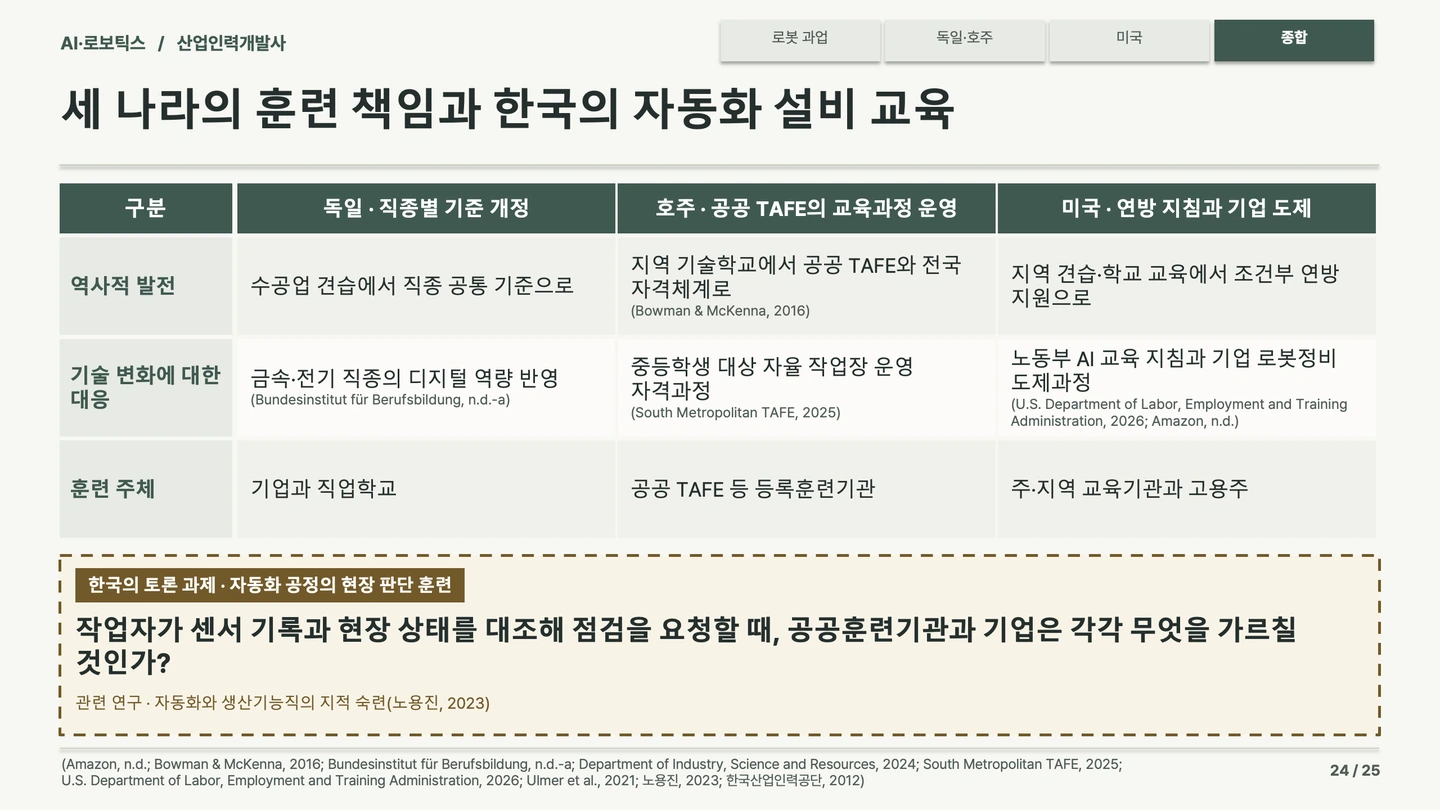 AI·로보틱스 / 산업인력개발사
로봇 과업
독일·호주
미국
종합
세 나라의 훈련 책임과 한국의 자동화 설비 교육
구분
독일 · 직종별 기준 개정
호주 · 공공 TAFE의 교육과정 운영
미국 · 연방 지침과 기업 도제
역사적 발전
수공업 견습에서 직종 공통 기준으로
지역 기술학교에서 공공 TAFE와 전국
자격체계로
(Bowman & McKenna, 2016)
지역 견습·학교 교육에서 조건부 연방
지원으로
기술 변화에 대한
대응
금속·전기 직종의 디지털 역량 반영
(Bundesinstitut für Berufsbildung, n.d.-a)
중등학생 대상 자율 작업장 운영
자격과정
(South Metropolitan TAFE, 2025)
노동부 AI 교육 지침과 기업 로봇정비
도제과정
(U.S. Department of Labor, Employment and Training
Administration, 2026; Amazon, n.d.)
훈련 주체
기업과 직업학교
공공 TAFE 등 등록훈련기관
주·지역 교육기관과 고용주
한국의 토론 과제 · 자동화 공정의 현장 판단 훈련
작업자가 센서 기록과 현장 상태를 대조해 점검을 요청할 때, 공공훈련기관과 기업은 각각 무엇을 가르칠
것인가?
관련 연구 · 자동화와 생산기능직의 지적 숙련(노용진, 2023)
(Amazon, n.d.; Bowman & McKenna, 2016; Bundesinstitut für Berufsbildung, n.d.-a; Department of Industry, Science and Resources, 2024; South Metropolitan TAFE, 2025;
U.S. Department of Labor, Employment and Training Administration, 2026; Ulmer et al., 2021; 노용진, 2023; 한국산업인력공단, 2012)
24 / 25